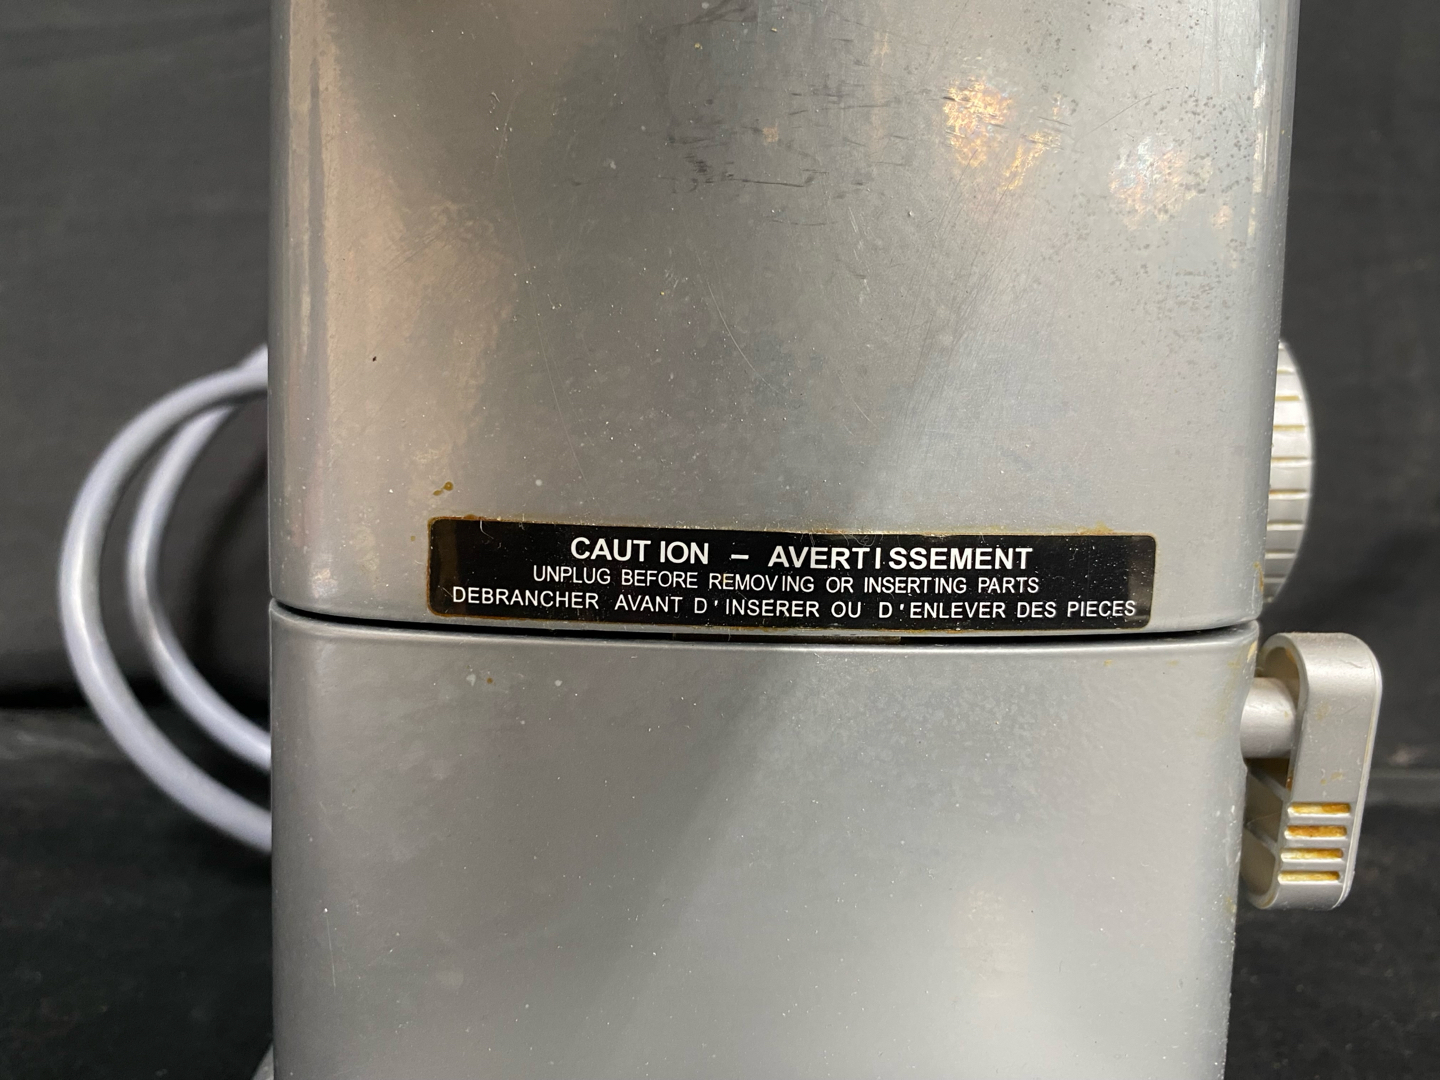 CAUTION – AVERTISSEMENT
UNPLUG BEFORE REMOVING OR INSERTING PARTS
DEBRANCHER AVANT D'INSERER OU D'ENLEVER DES PIECES